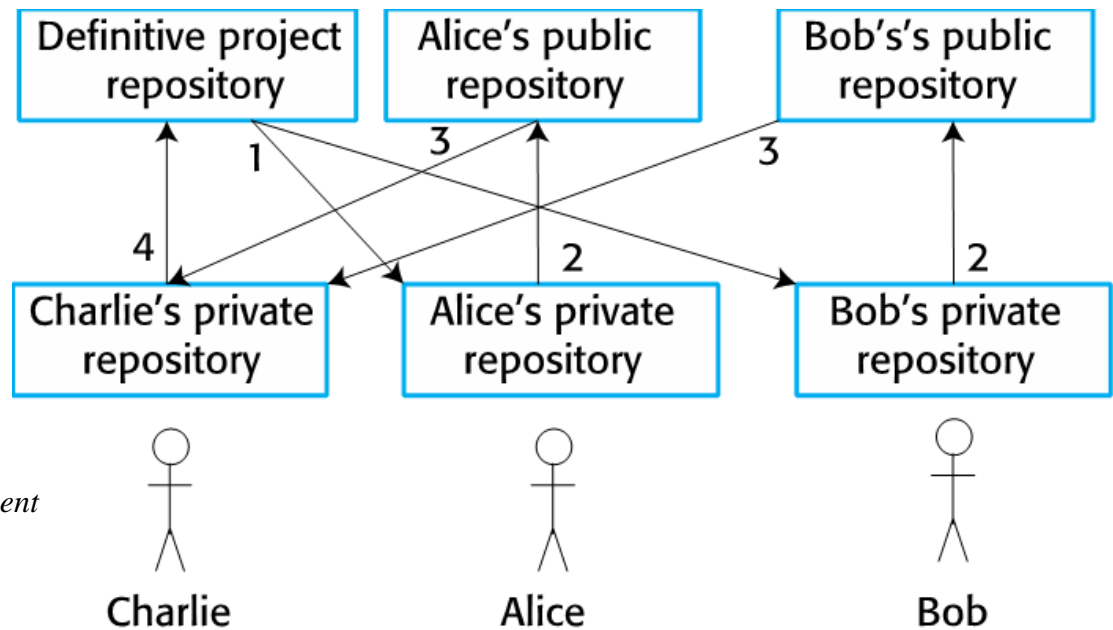 Definitive project
repository
Alice's public
repository
Bob's's public
repository
3
1
3
4
2
2
Charlie's private
repository
Alice's private
repository
Bob's private
repository
ent
Charlie
Alice
Bob